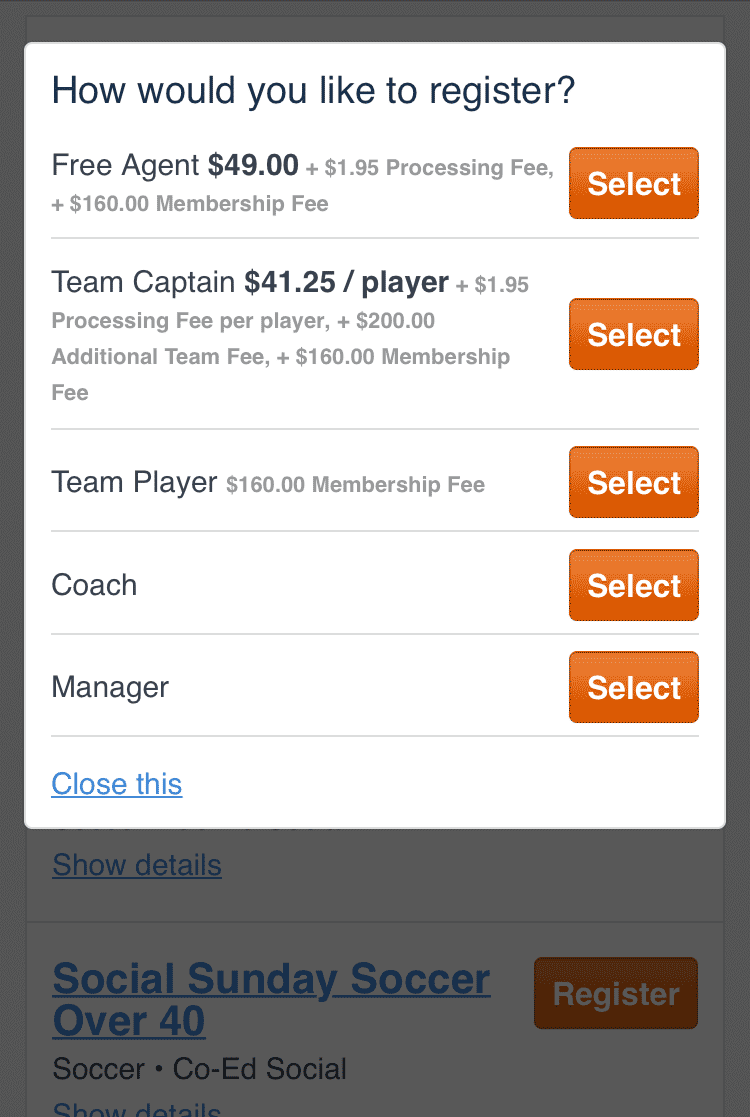 How would you like to register?
Free Agent $49.00 + $1.95 Processing Fee,
+ $160.00 Membership Fee
Select
Team Captain $41.25 / player + $1.95
Processing Fee per player, + $200.00
Additional Team Fee, + $160.00 Membership
Fee
Select
Team Player $160.00 Membership Fee
Select
Coach
Select
Manager
Select
Close this
Show details
Social Sunday Soccer
Over 40
Register
Soccer • Co-Ed Social
Show details